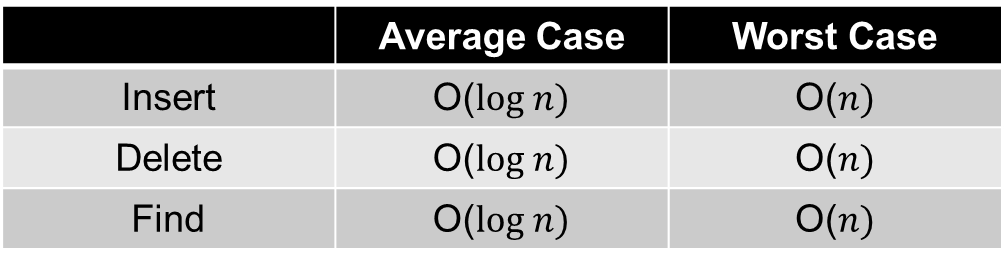 Average Case Worst Case
Insert O(log n) O(n)
Delete O(log n) O(n)
Find O(log n) O(n)